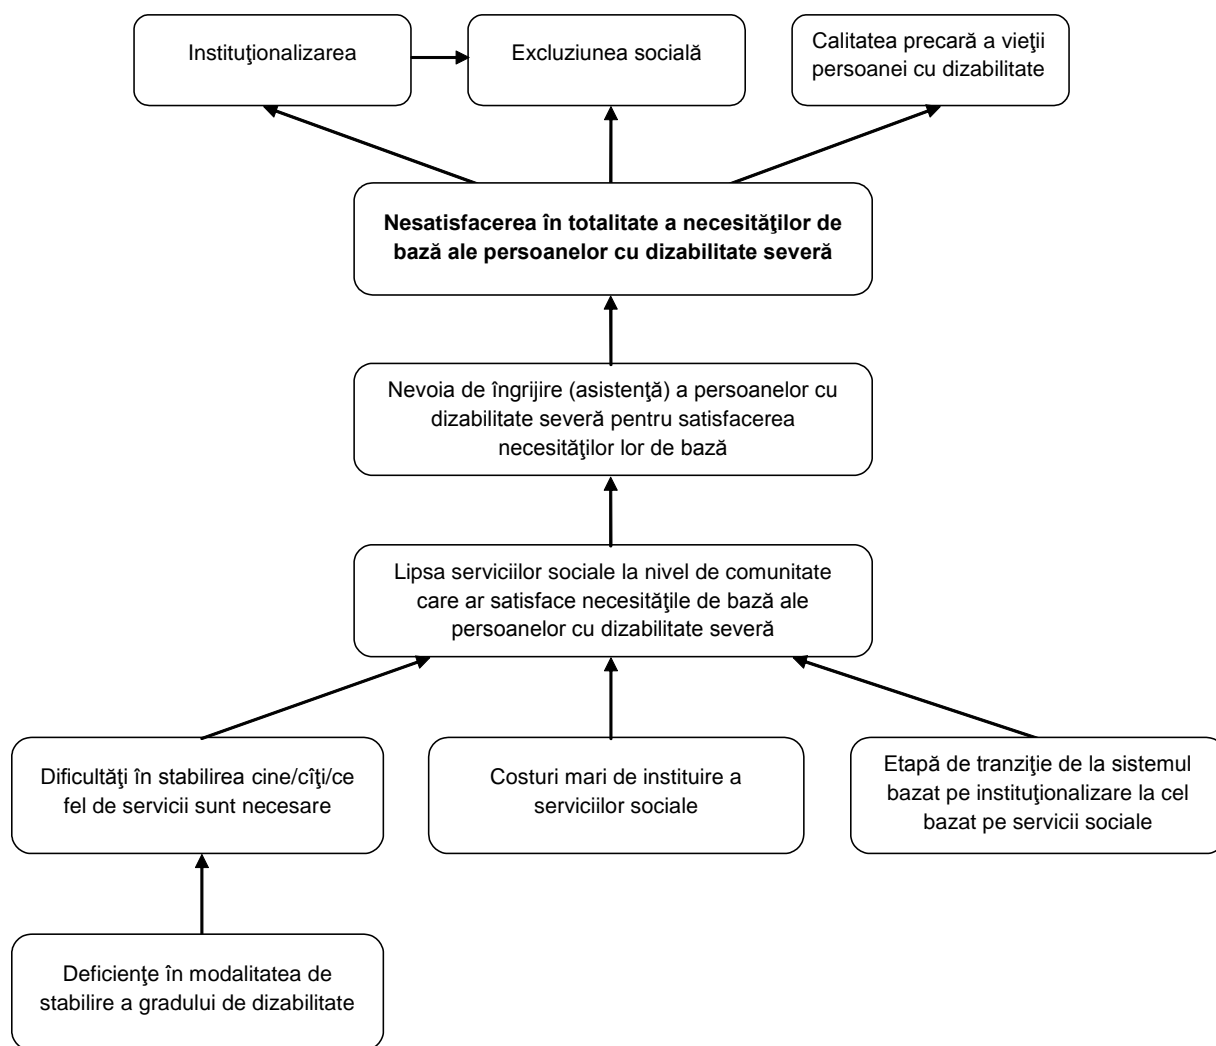 Instituţionalizarea
Excluziunea socială
Calitatea precară a vieţii
persoanei cu dizabilitate
Nesatisfacerea în totalitate a necesităţilor de
bază ale persoanelor cu dizabilitate severă
Nevoia de îngrijire (asistenţă) a persoanelor cu
dizabilitate severă pentru satisfacerea
necesităţilor lor de bază
Lipsa serviciilor sociale la nivel de comunitate
care ar satisface necesităţile de bază ale
persoanelor cu dizabilitate severă
Dificultăţi în stabilirea cine/cîţi/ce
fel de servicii sunt necesare
Costuri mari de instituire a
serviciilor sociale
Etapă de tranziţie de la sistemul
bazat pe instituţionalizare la cel
bazat pe servicii sociale
Deficienţe în modalitatea de
stabilire a gradului de dizabilitate